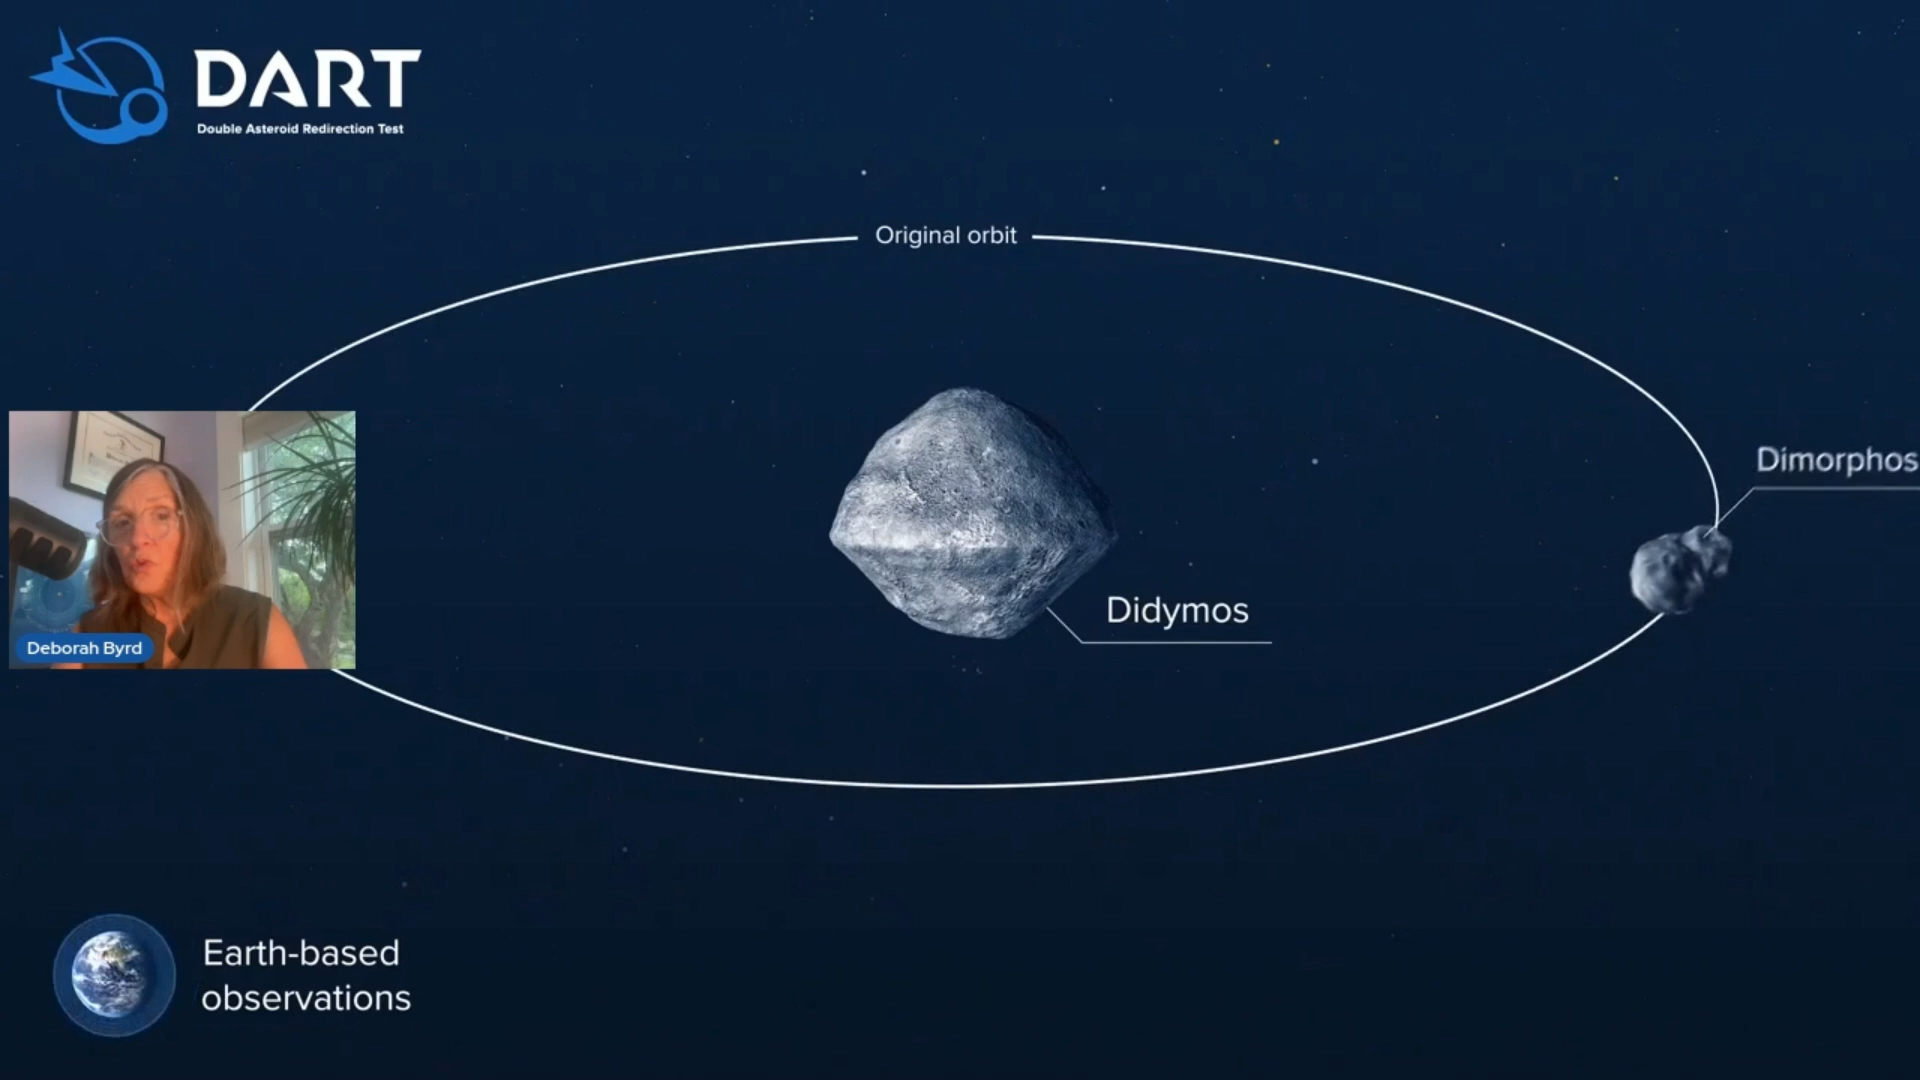 DART
Double Asteroid Redirection Test
Original orbit
Dimorphos
Didymos
Deborah Byrd
Earth-based
observations